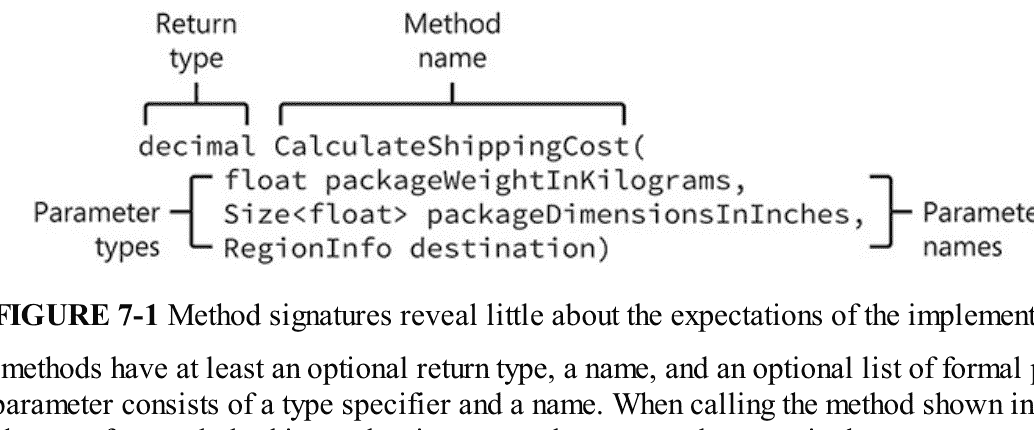 Return
type
Method
name
decimal CalculateShippingCost(
float packageWeightInKilograms,
Size<float> packageDimensionsInInches,
RegionInfo destination)
Parameter
types
names
FIGURE 7-1 Method signatures reveal little about the expectations of the
methods have at least an optional return type, a name, and an optional list of formal
parameter consists of a type specifier and a name. When calling the method shown in